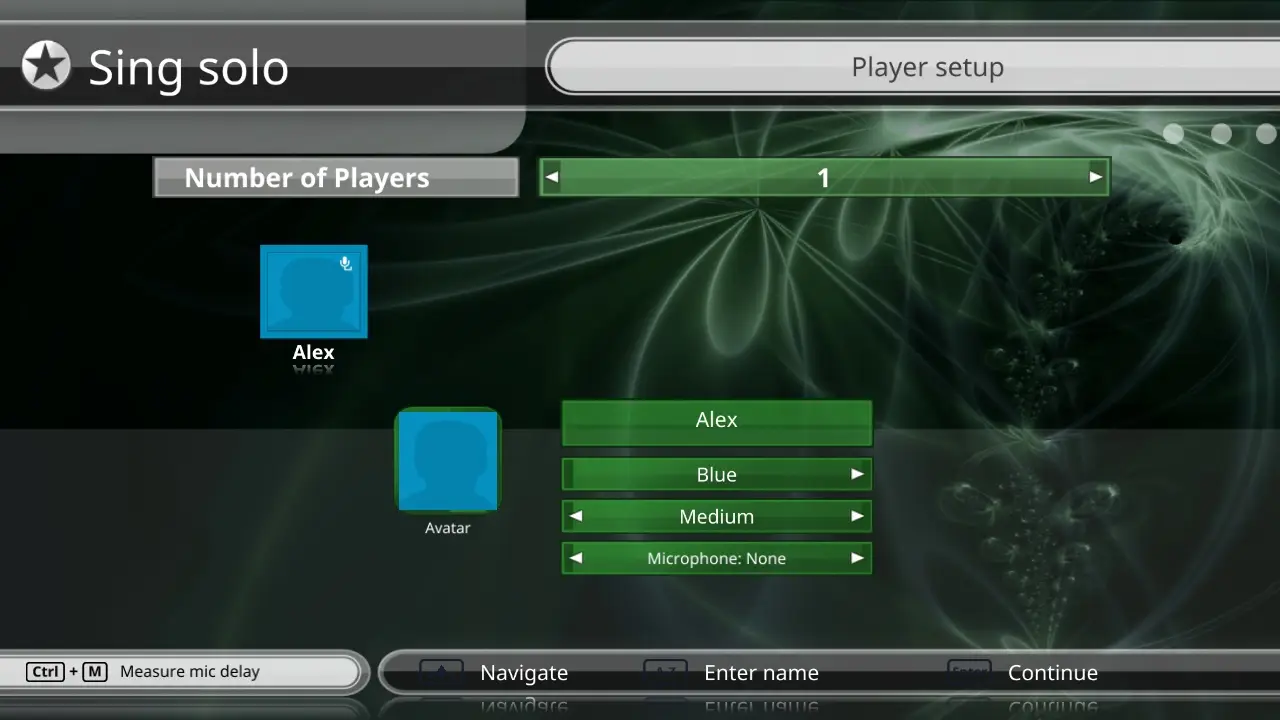 Sing solo
Player setup
Number of Players
1
Alex
Alex
Avatar
Blue
Medium
Microphone: None
Ctrl + M Measure mic delay
Navigate
A-Z Enter name
Enter Continue